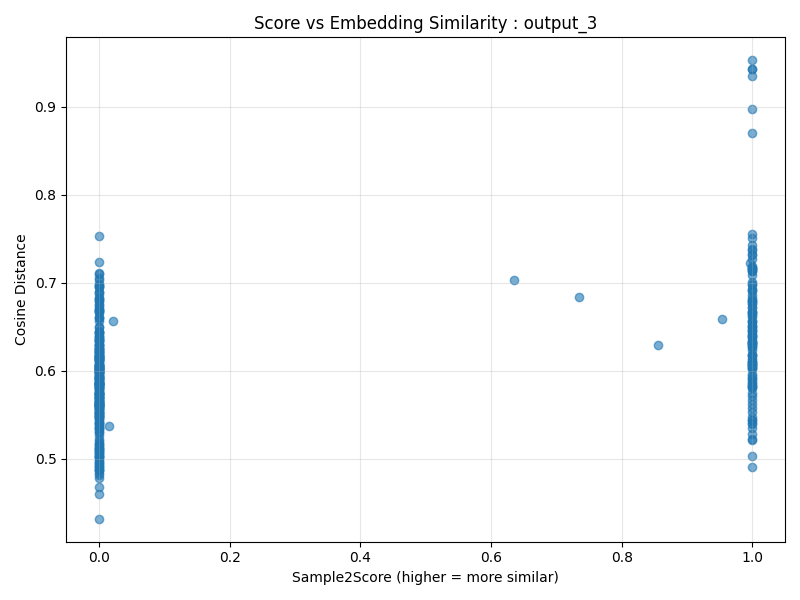 Score vs Embedding Similarity : output_3
Cosine Distance
0.9
0.8
0.7
0.6
0.5
0.0 0.2 0.4 0.6 0.8 1.0
Sample2Score (higher = more similar)